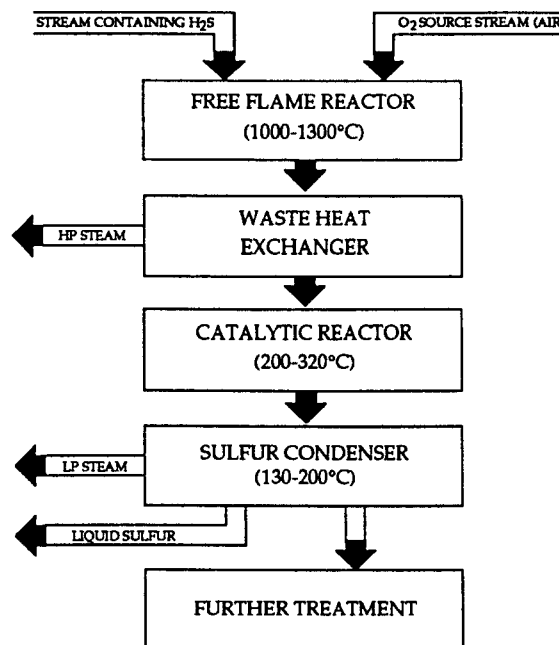 STREAM CONTAINING H₂S
O₂ SOURCE STREAM (AIR
FREE FLAME REACTOR
(1000-1300°C)
WASTE HEAT
EXCHANGER
HP STEAM
CATALYTIC REACTOR
(200-320°C)
SULFUR CONDENSER
(130-200°C)
LP STEAM
LIQUID SULFUR
FURTHER TREATMENT